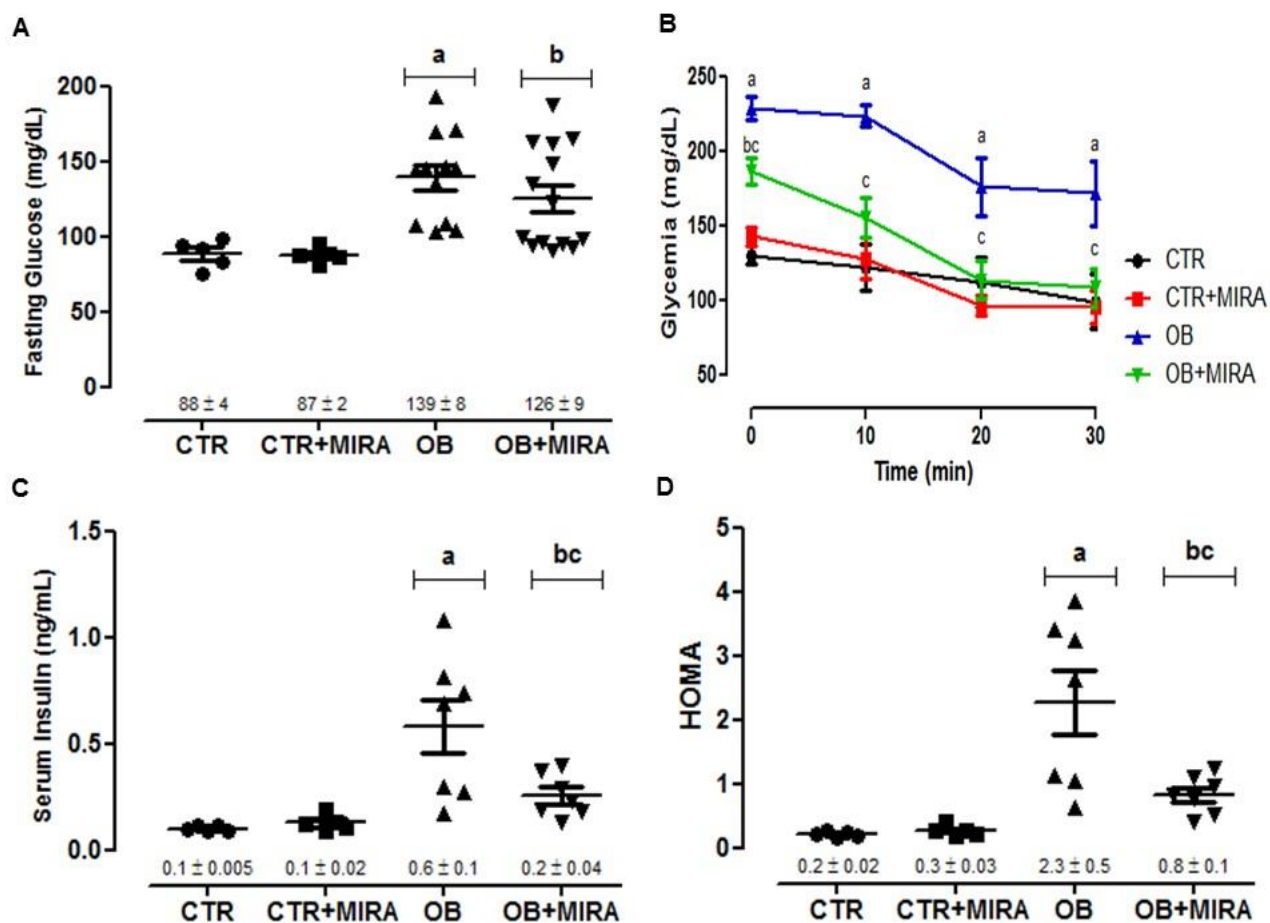 A
Fasting Glucose (mg/dL)
200
150
100
50
0
a
b
88 ± 4
87 ± 2
139 ± 8
126 ± 9
CTR
CTR+MIRA
OB
OB+MIRA
B
Glycemia (mg/dL)
250
200
150
100
50
a
a
a
a
bc
c
c
c
0
10
20
30
Time (min)
CTR
CTR+MIRA
OB
OB+MIRA
C
Serum Insulin (ng/mL)
1.5
1.0
0.5
0.0
a
bc
0.1 ± 0.005
0.1 ± 0.02
0.6 ± 0.1
0.2 ± 0.04
CTR
CTR+MIRA
OB
OB+MIRA
D
HOMA
5
4
3
2
1
0
a
bc
0.2 ± 0.02
0.3 ± 0.03
2.3 ± 0.5
0.8 ± 0.1
CTR
CTR+MIRA
OB
OB+MIRA